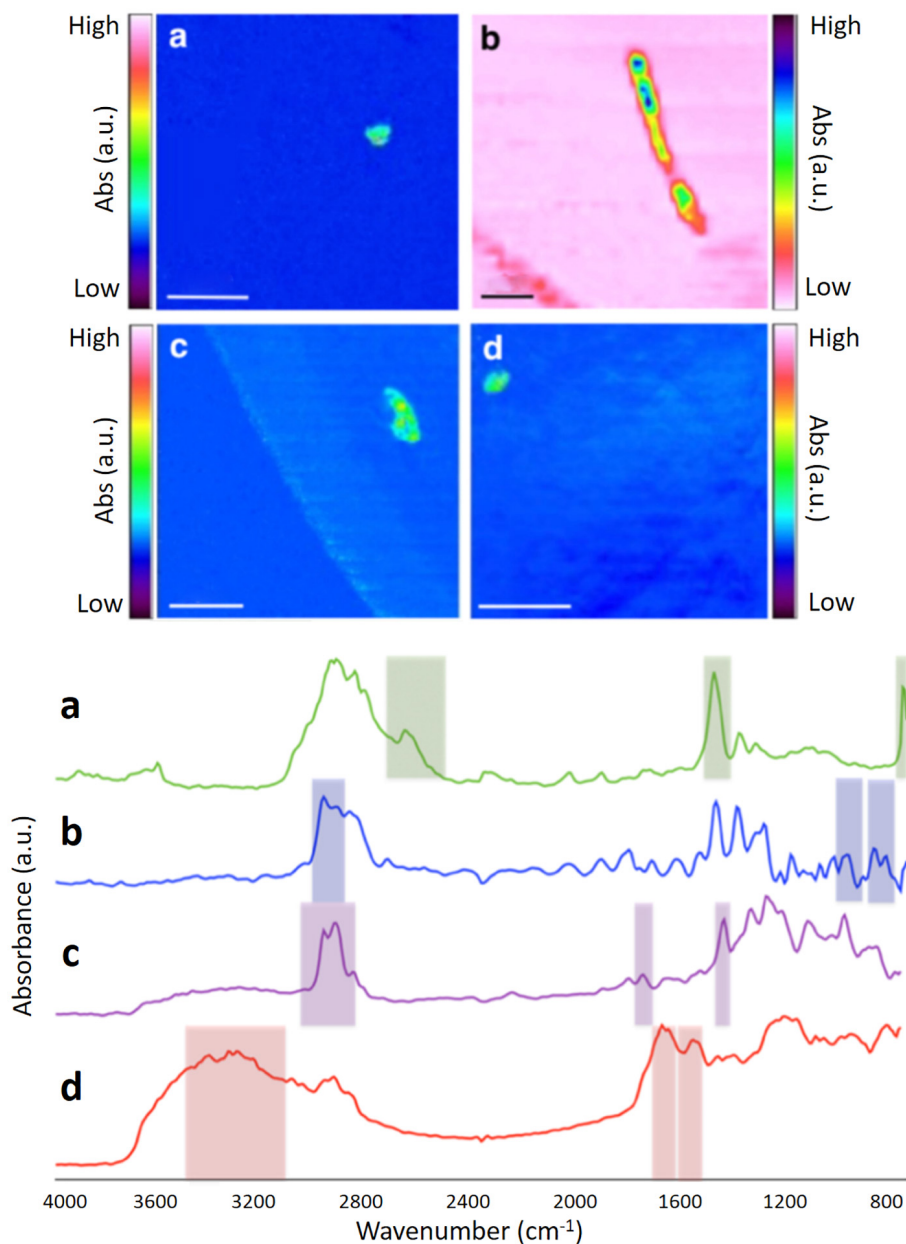 High
Abs (a.u.)
Low
a
b
High
Abs (a.u.)
Low
High
Abs (a.u.)
Low
c
d
High
Abs (a.u.)
Low
Absorbance (a.u.)
a
b
c
d
4000 3600 3200 2800 2400 2000 1600 1200 800
Wavenumber (cm⁻¹)